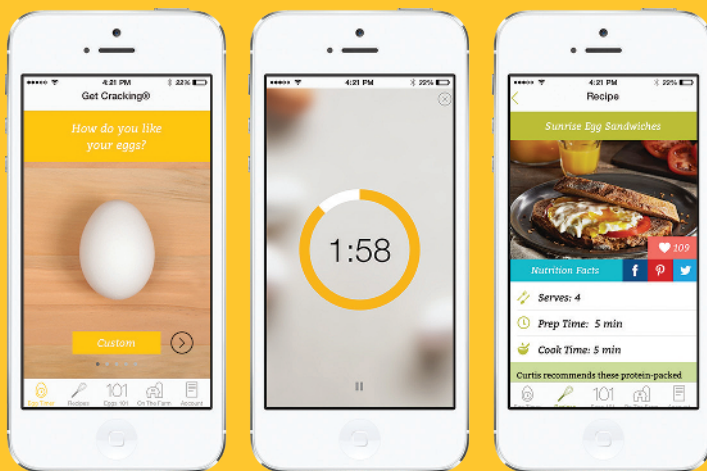 4:21 PM
22%
Get Cracking®
How do you like
your eggs?
Custom
Egg Timer
Recipes
101
Eggs 101
On The Farm
Account
4:21 PM
22%
1:58
4:21 PM
22%
Recipe
Sunrise Egg Sandwiches
109
Nutrition Facts
f
Serves: 4
Prep Time: 5 min
Cook Time: 5 min
Curtis recommends these protein-packed
101